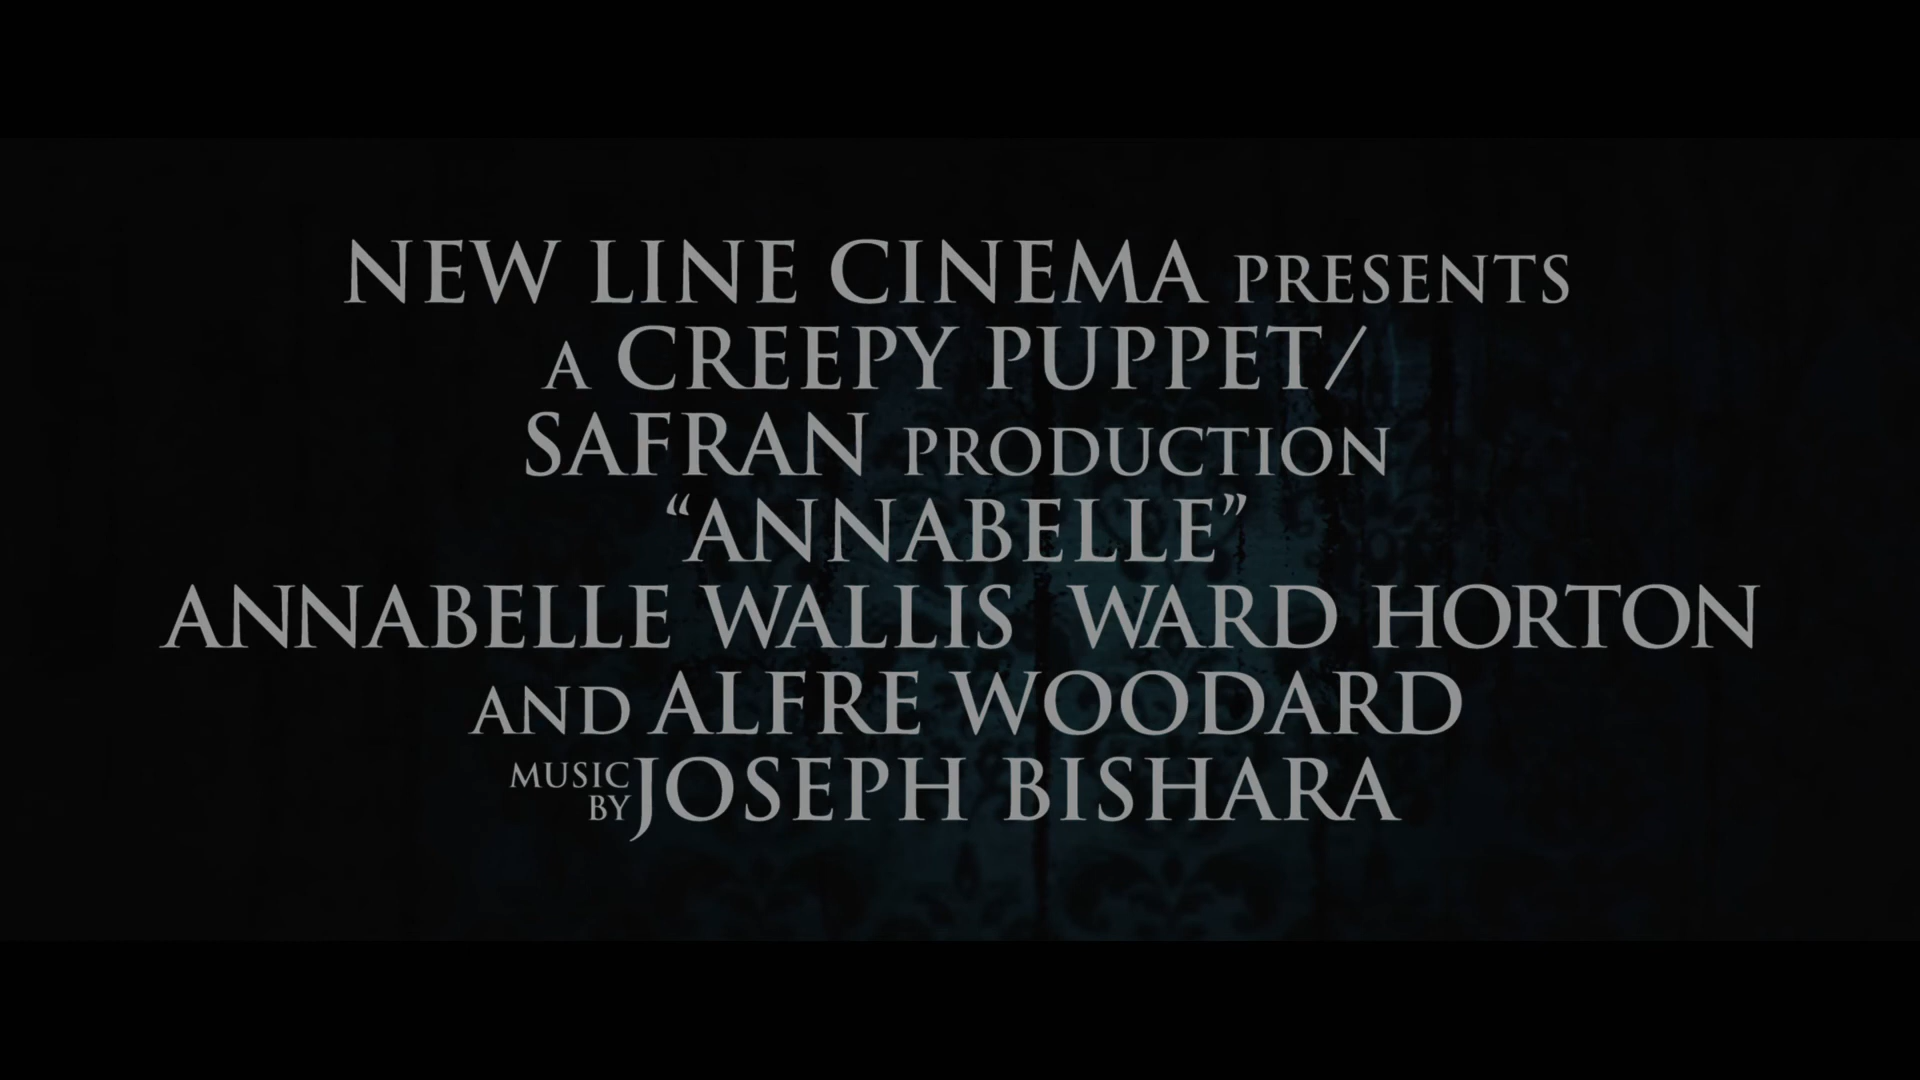 NEW LINE CINEMA PRESENTS
A CREEPY PUPPET/
SAFRAN PRODUCTION
“ANNABELLE”
ANNABELLE WALLIS WARD HORTON
AND ALFRE WOODARD
MUSIC BY JOSEPH BISHARA